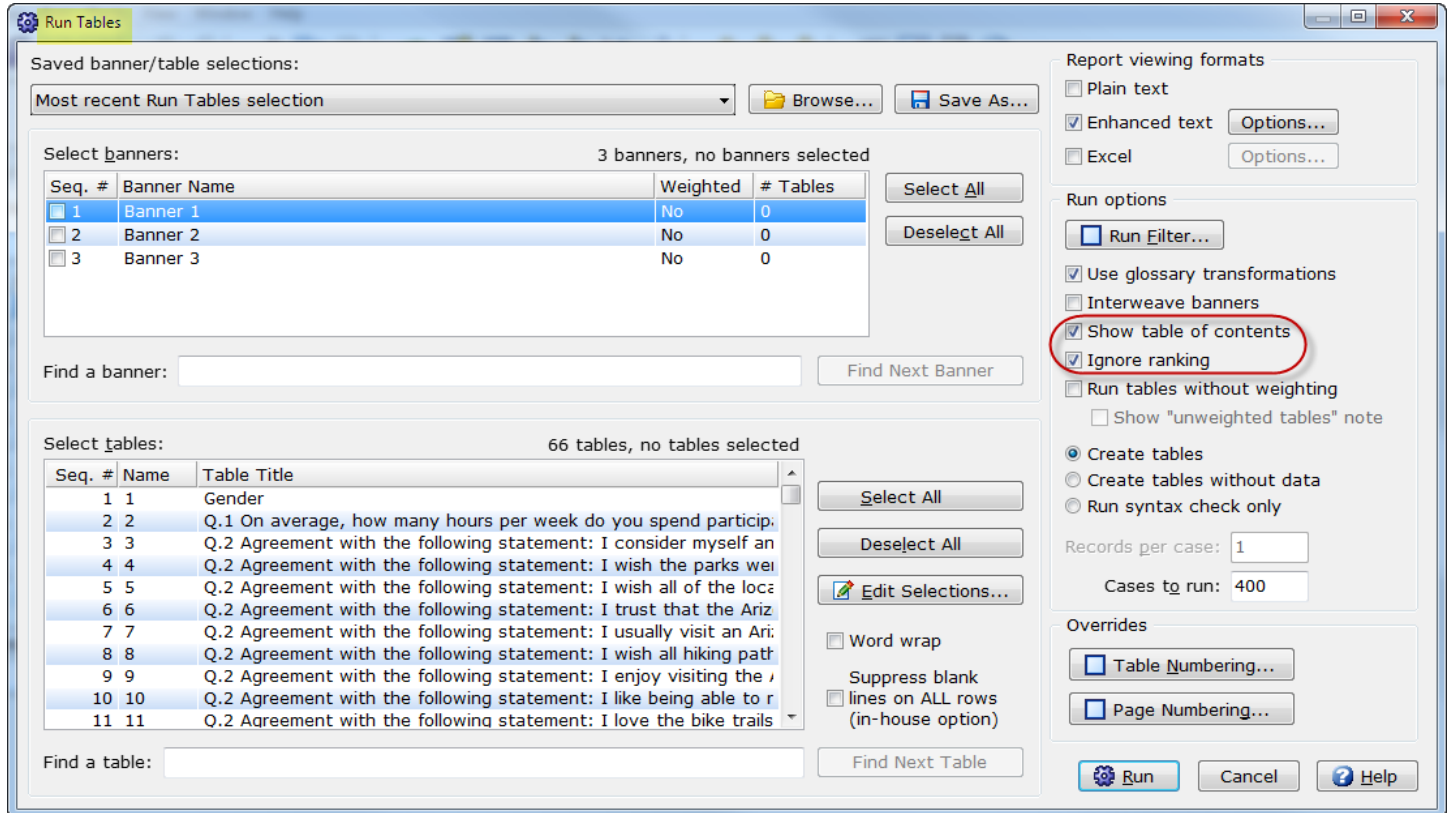 Run Tables
Saved banner/table selections:
Most recent Run Tables selection
Browse...
Save As...
Select banners:
3 banners, no banners selected
Seq. # Banner Name Weighted # Tables
1 Banner 1 No 0
2 Banner 2 No 0
3 Banner 3 No 0
Select All
Deselect All
Find a banner:
Find Next Banner
Select tables:
66 tables, no tables selected
Seq. # Name Table Title
1 1 Gender
2 2 Q.1 On average, how many hours per week do you spend particip
3 3 Q.2 Agreement with the following statement: I consider myself an
4 4 Q.2 Agreement with the following statement: I wish the parks
5 5 Q.2 Agreement with the following statement: I wish all of the loca
6 6 Q.2 Agreement with the following statement: I trust that the Ariz
7 7 Q.2 Agreement with the following statement: I usually visit an Ari
8 8 Q.2 Agreement with the following statement: I wish all hiking path
9 9 Q.2 Agreement with the following statement: I enjoy visiting the
10 10 Q.2 Agreement with the following statement: I like being able to r
11 11 Q.2 Agreement with the following statement: I love the bike trails
Select All
Deselect All
Edit Selections...
Word wrap
Suppress blank
lines on ALL rows
(in-house option)
Find a table:
Find Next Table
Report viewing formats
Plain text
Enhanced text Options...
Excel Options...
Run options
Run Filter...
Use glossary transformations
Interweave banners
Show table of contents
Ignore ranking
Run tables without weighting
Show "unweighted tables" note
Create tables
Create tables without data
Run syntax check only
Records per case: 1
Cases to run: 400
Overrides
Table Numbering...
Page Numbering...
Run Cancel Help